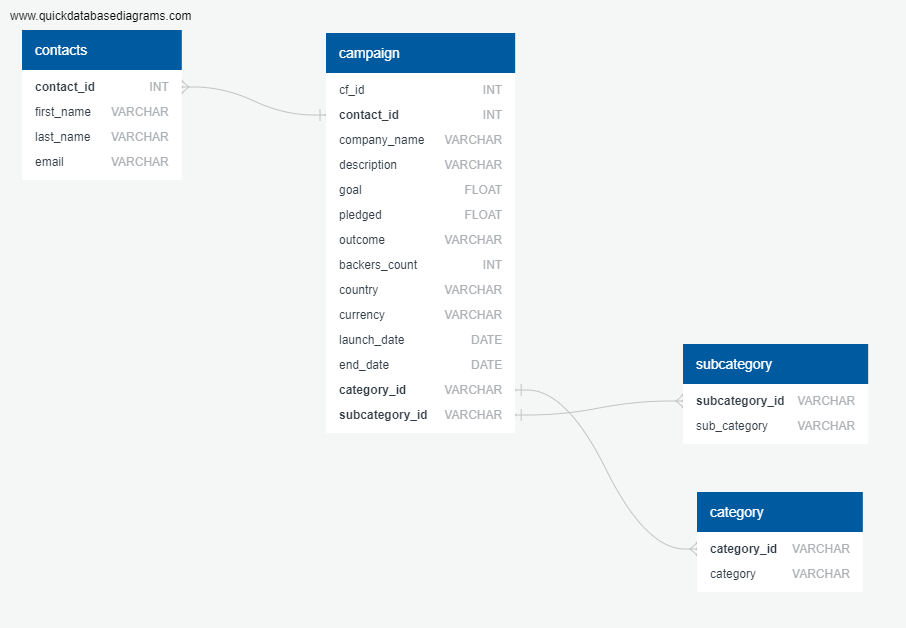 www.quickdatabasediagrams.com
contacts
contact_id INT
first_name VARCHAR
last_name VARCHAR
email VARCHAR
campaign
cf_id INT
contact_id INT
company_name VARCHAR
description VARCHAR
goal FLOAT
pledged FLOAT
outcome VARCHAR
backers_count INT
country VARCHAR
currency VARCHAR
launch_date DATE
end_date DATE
category_id VARCHAR
subcategory_id VARCHAR
subcategory
subcategory_id VARCHAR
sub_category VARCHAR
category
category_id VARCHAR
category VARCHAR